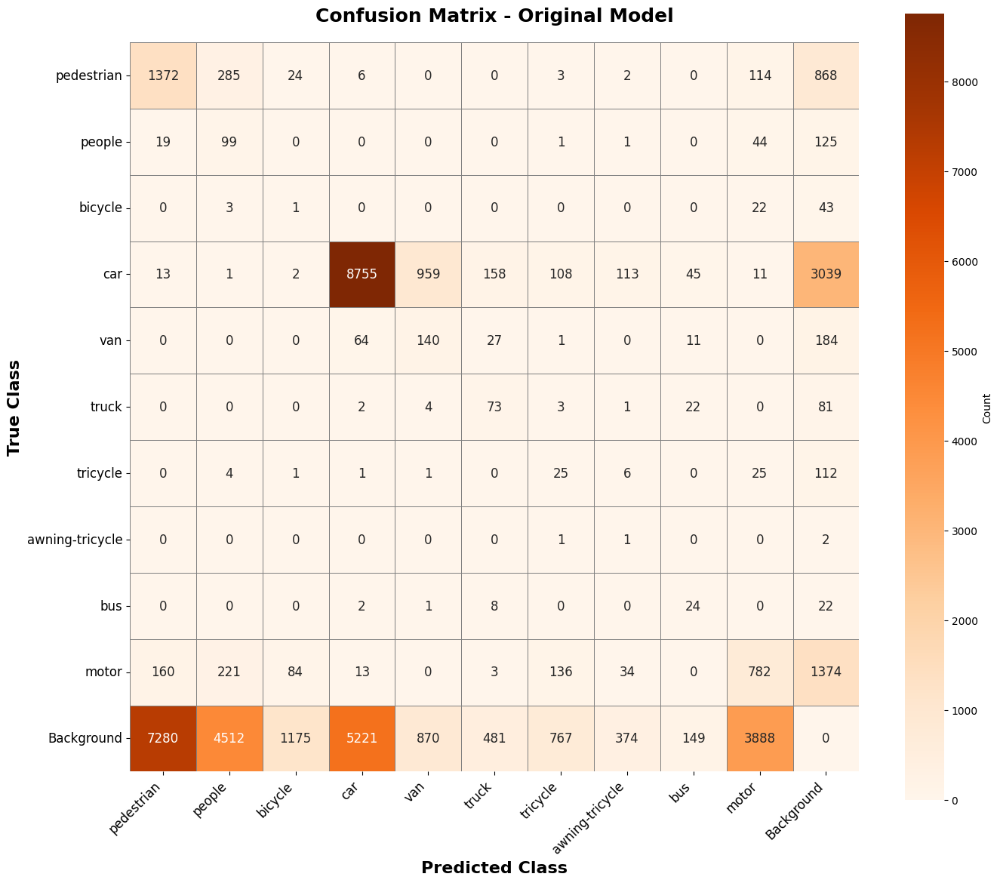 Confusion Matrix - Original Model
pedestrian 1372 285 24 6 0 0 3 2 0 114 868
people 19 99 0 0 0 0 1 1 0 44 125
bicycle 0 3 1 0 0 0 0 0 0 22 43
car 13 1 2 8755 959 158 108 113 45 11 3039
van 0 0 0 64 140 27 1 0 11 0 184
truck 0 0 0 2 4 73 3 1 22 0 81
tricycle 0 4 1 1 1 0 25 6 0 25 112
awning-tricycle 0 0 0 0 0 0 1 1 0 0 2
bus 0 0 0 2 1 8 0 0 24 0 22
motor 160 221 84 13 0 3 136 34 0 782 1374
Background 7280 4512 1175 5221 870 481 767 374 149 3888 0
pedestrian people bicycle car van truck tricycle awning-tricycle bus motor Background
Predicted Class
True Class
8000
7000
6000
5000
4000
3000
2000
1000
0
Count